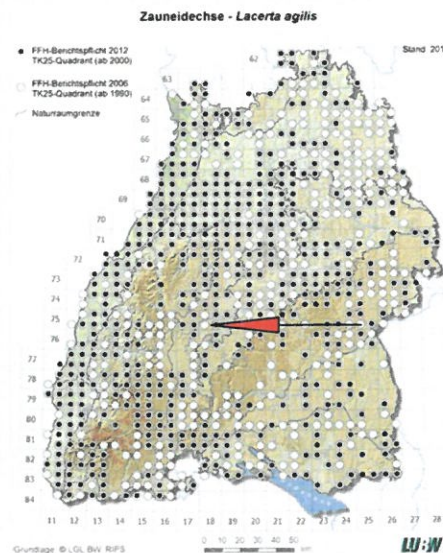 Zauneidechse - Lacerta agilis
FFH-Berichtspflicht 2012
TK25-Quadrant (ab 2000)
FFH-Berichtspflicht 2006
TK25-Quadrant (ab 1990)
Naturraumgrenze
Stand 201
62
63
64
65
66
67
68
69
70
71
72
73
74
75
76
77
78
79
80
81
82
83
84
11 12 13 14 15 16 17 18 19 20 21 22 23 24 25 26 27 28
0 10 20 30 40 50
Grundlage © LGL BW RIPS
LU:W